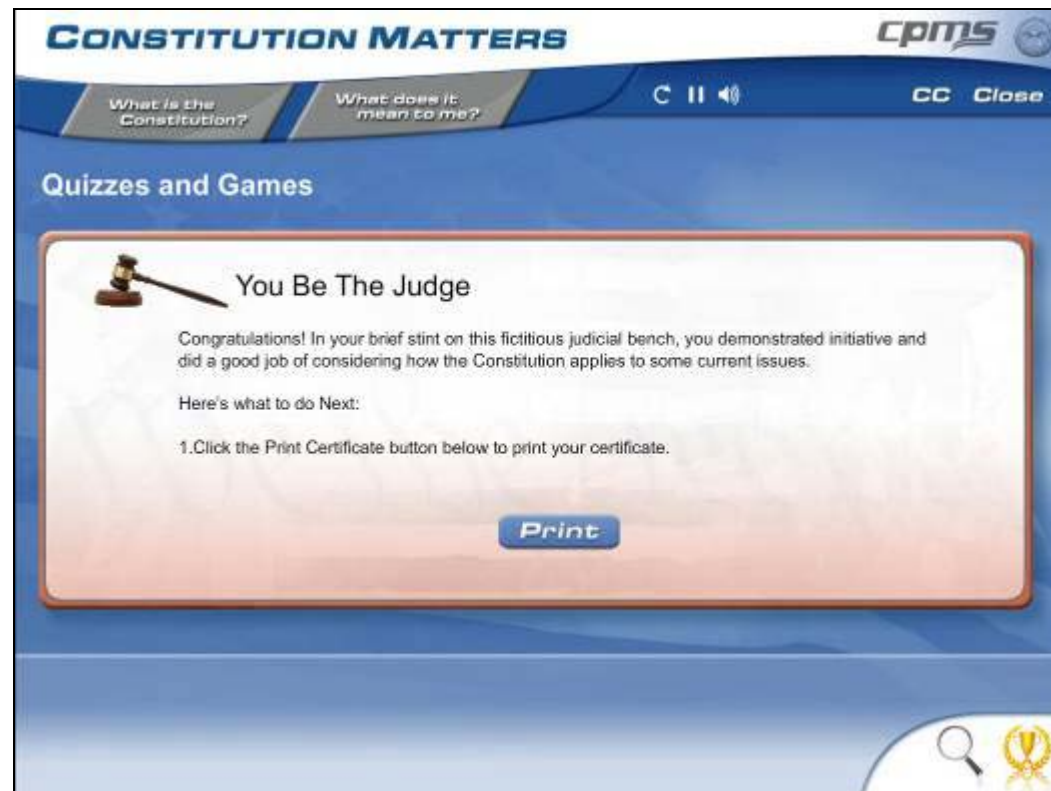 CONSTITUTION MATTERS
cpms
What is the
Constitution?
What does it
mean to me?
CC Close
Quizzes and Games
You Be The Judge
Congratulations! In your brief stint on this fictitious judicial bench, you demonstrated initiative and
did a good job of considering how the Constitution applies to some current issues.
Here's what to do Next:
1.Click the Print Certificate button below to print your certificate.
Print